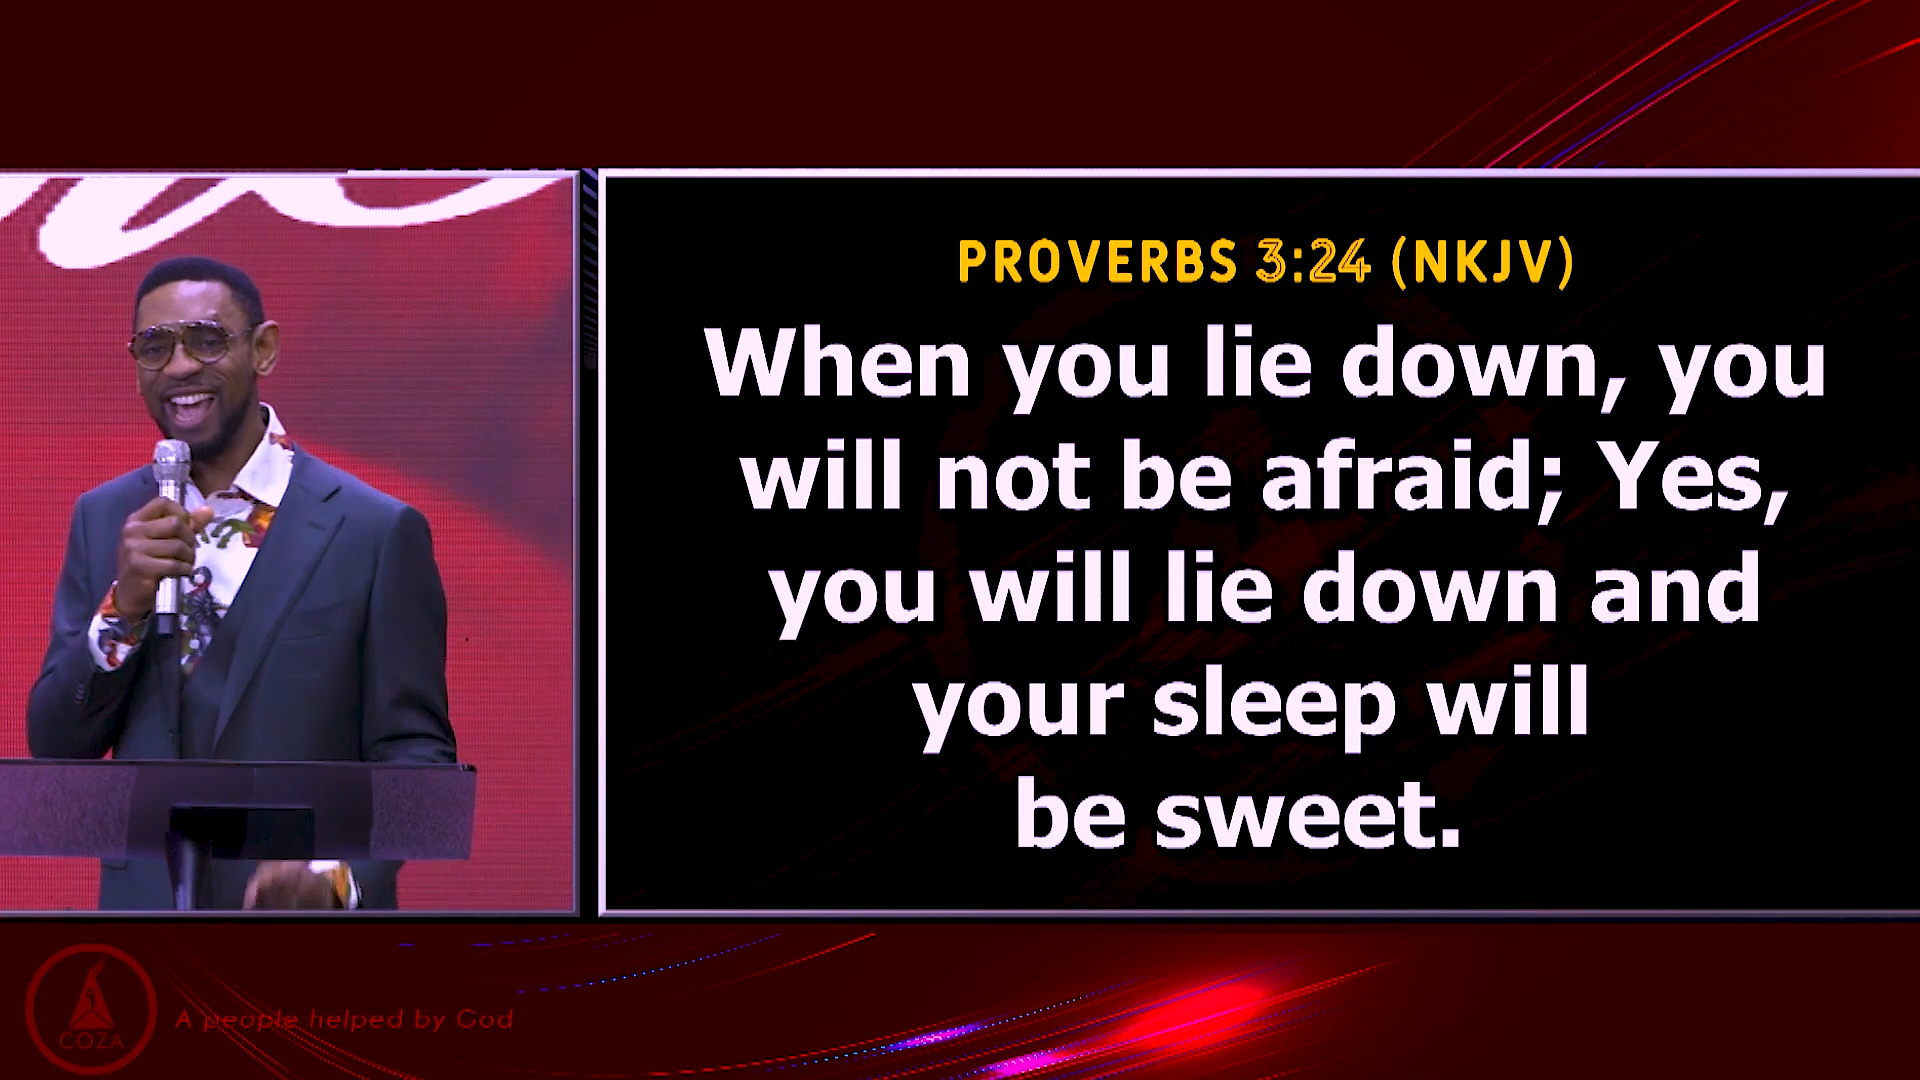 PROVERBS 3:24 (NKJV)
When you lie down, you
will not be afraid; Yes,
you will lie down and
your sleep will
be sweet.
COZA
A people helped by God